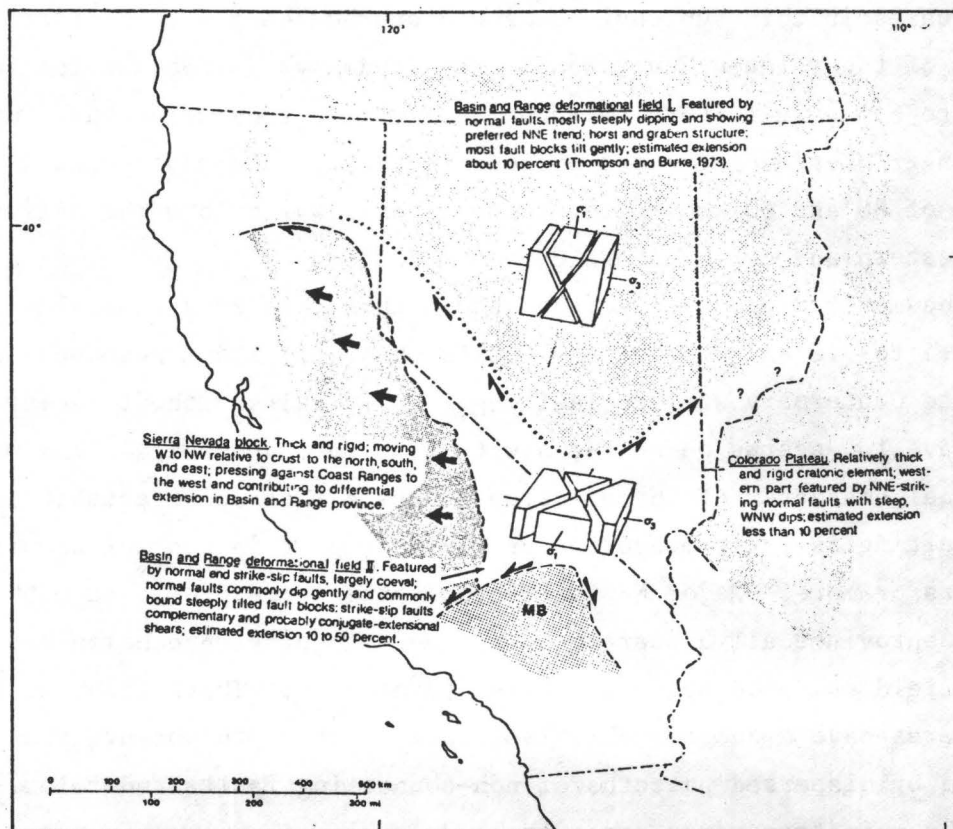 120°
110°
Basin and Range deformational field I. Featured by
normal faults, mostly steeply dipping and showing
preferred NNE trend; horst and graben structure;
most fault blocks tilt gently; estimated extension
about 10 percent (Thompson and Burke, 1973).
40°
σ1
σ3
? ?
Sierra Nevada block. Thick and rigid; moving
W to NW relative to crust to the north, south,
and east; pressing against Coast Ranges to
the west and contributing to differential
extension in Basin and Range province.
Colorado Plateau. Relatively thick
and rigid cratonic element; west-
ern part featured by NNE-strik-
ing normal faults with steep,
WNW dips; estimated extension
less than 10 percent
σ3
σ1
Basin and Range deformational field II. Featured
by normal and strike-slip faults, largely coeval;
normal faults commonly dip gently and commonly
bound steeply tilted fault blocks; strike-slip faults
complementary and probably conjugate-extensional
shears; estimated extension 10 to 50 percent.
MB
0 100 200 300 400 500 km
0 100 200 300 mi